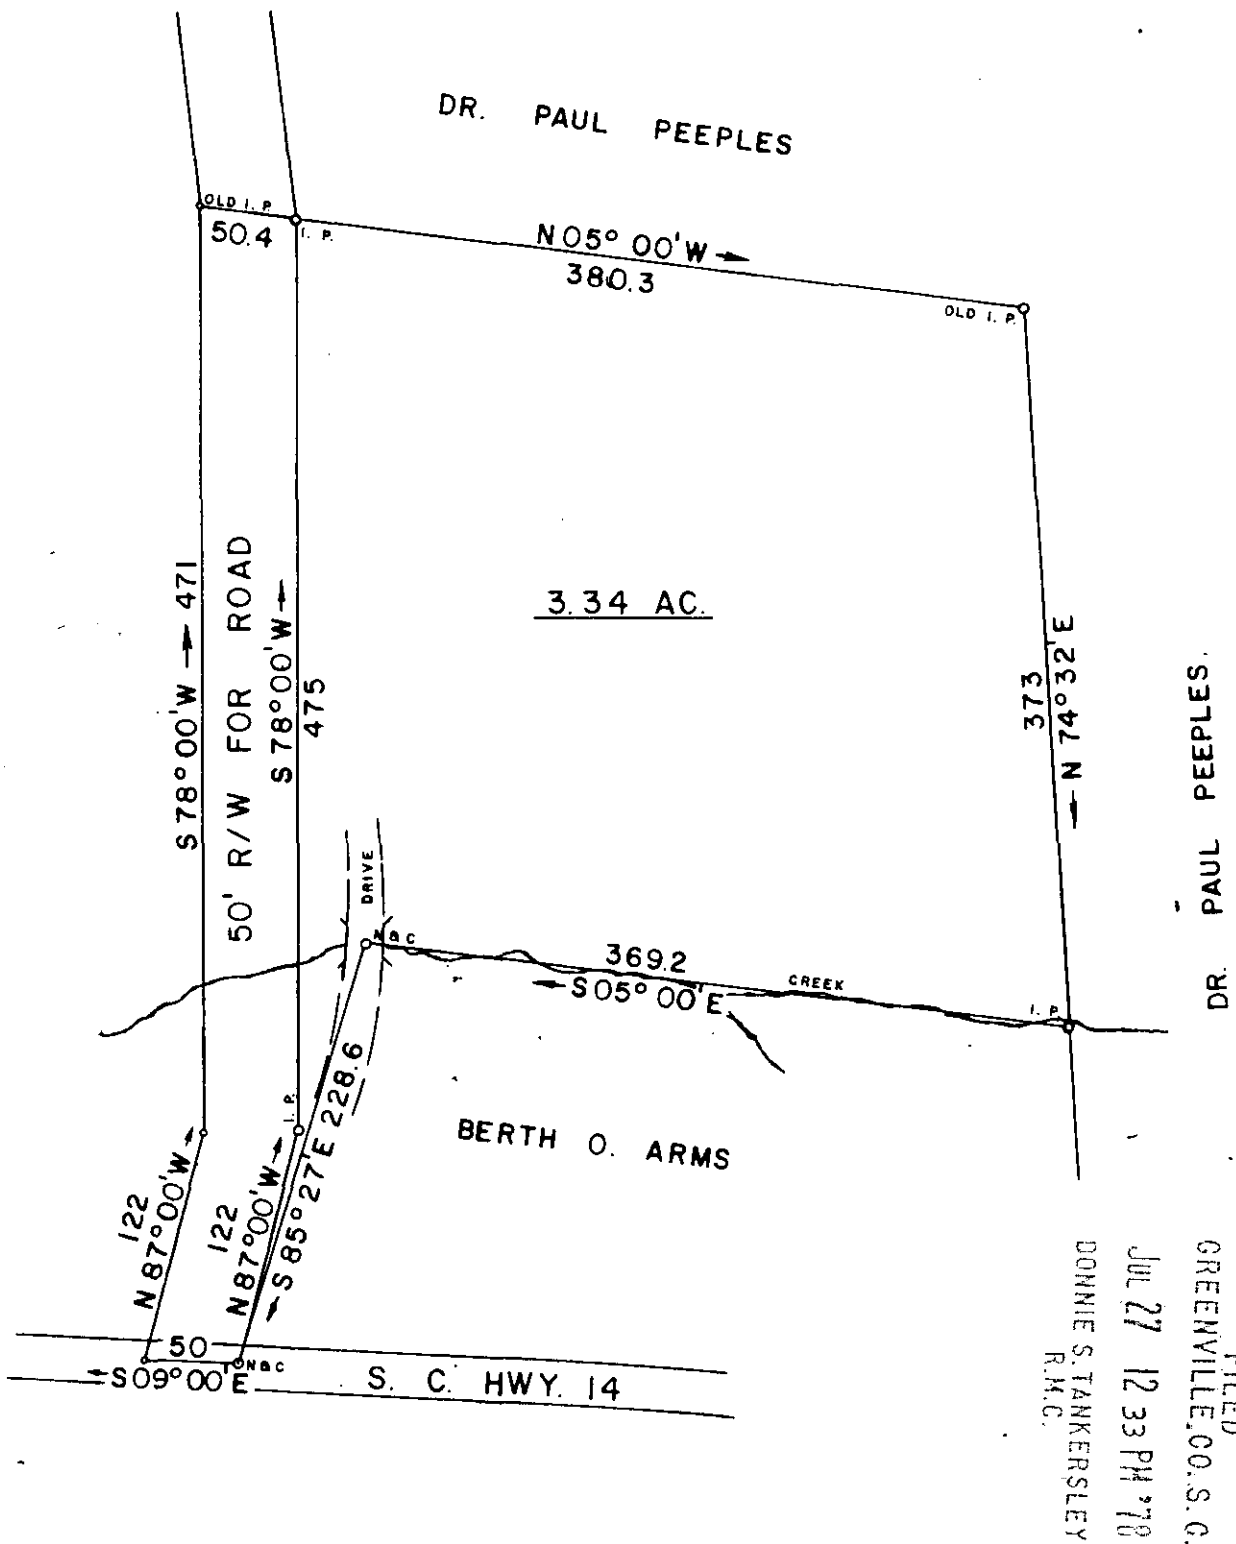 DR. PAUL PEEPLES
OLD I. P.
50.4
I. P.
N 05° 00' W
380.3
OLD I. P.
S 78° 00' W 471
50' R/W FOR ROAD
S 78° 00' W
475
3.34 AC.
373
N 74° 32' E
DR. PAUL PEEPLES.
DRIVE
N & C
369.2
S 05° 00' E
CREEK
I. P.
I. P.
S 85° 27' E 228.6
BERTH O. ARMS
122
N 87° 00' W
122
N 87° 00' W
50
S 09° 00' E
N & C
S. C. HWY. 14
FILED
GREENVILLE, CO. S. C.
JUL 27 12 33 PM '78
DONNIE S. TANKERSLEY
R.M.C.